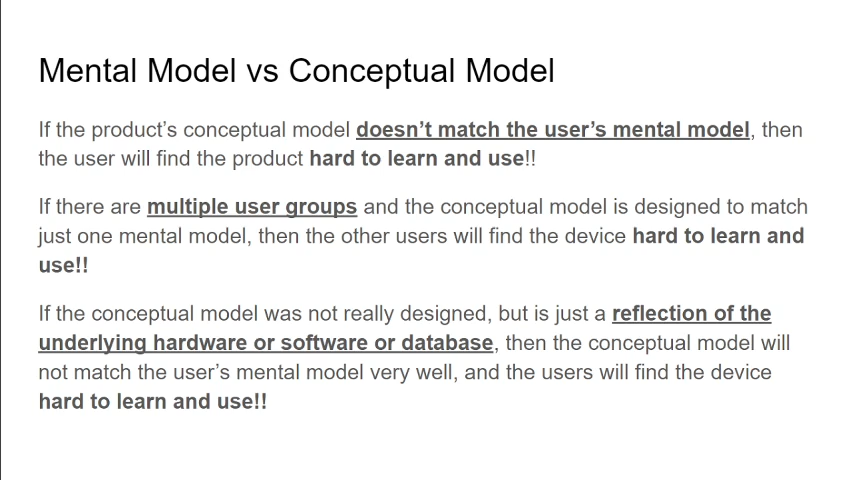 Mental Model vs Conceptual Model
If the product’s conceptual model doesn’t match the user’s mental model, then
the user will find the product hard to learn and use!!
If there are multiple user groups and the conceptual model is designed to match
just one mental model, then the other users will find the device hard to learn and
use!!
If the conceptual model was not really designed, but is just a reflection of the
underlying hardware or software or database, then the conceptual model will
not match the user’s mental model very well, and the users will find the device
hard to learn and use!!